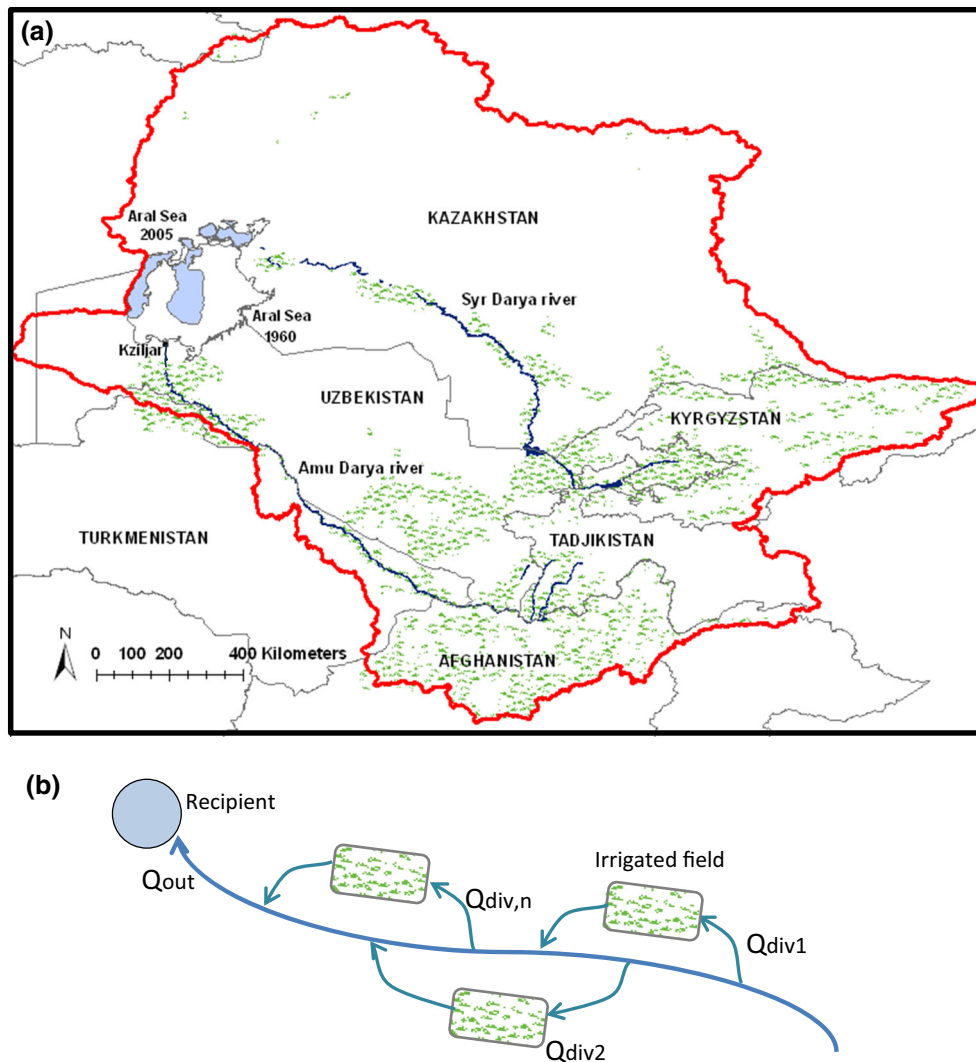 (a)
KAZAKHSTAN
Aral Sea
2005
Syr Darya river
Aral Sea
1960
Kziljar
UZBEKISTAN
KYRGYZSTAN
Amu Darya river
TURKMENISTAN
TADJIKISTAN
N
0 100 200 400 Kilometers
AFGHANISTAN
(b)
Recipient
Qout
Irrigated field
Qdiv,n
Qdiv1
Qdiv2